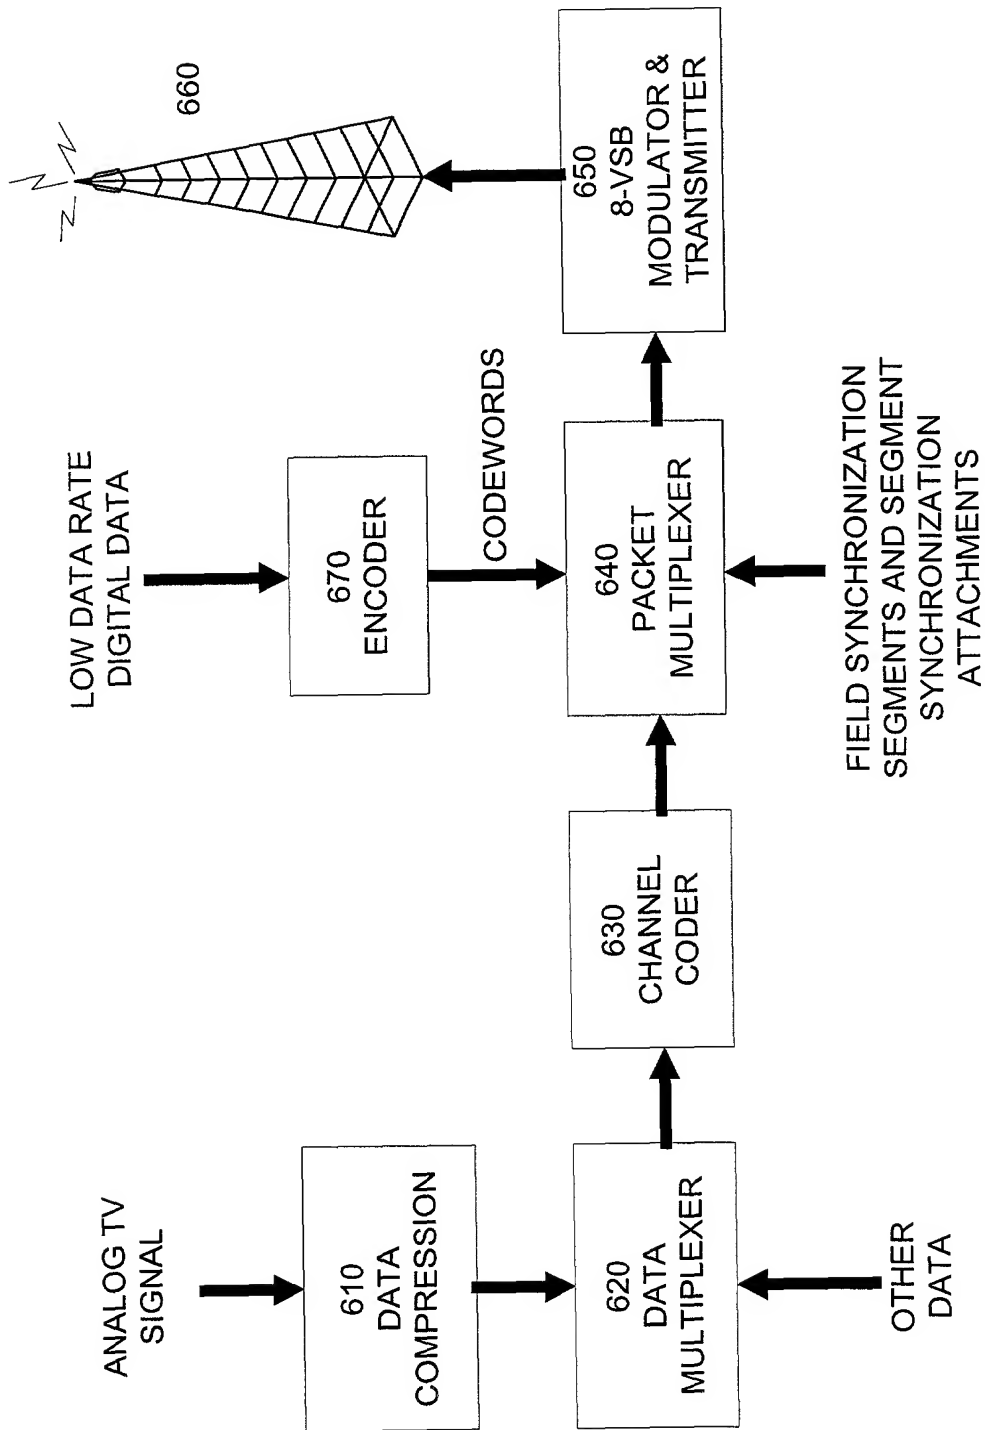 ANALOG TV
SIGNAL
610
DATA
COMPRESSION
620
DATA
MULTIPLEXER
OTHER
DATA
630
CHANNEL
CODER
LOW DATA RATE
DIGITAL DATA
670
ENCODER
CODEWORDS
640
PACKET
MULTIPLEXER
FIELD SYNCHRONIZATION
SEGMENTS AND SEGMENT
SYNCHRONIZATION
ATTACHMENTS
650
8-VSB
MODULATOR &
TRANSMITTER
660